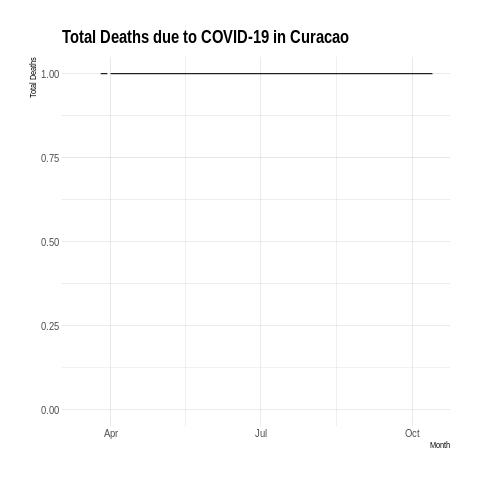 Total Deaths due to COVID-19 in Curacao
Total Deaths
1.00
0.75
0.50
0.25
0.00
Apr Jul Oct
Month